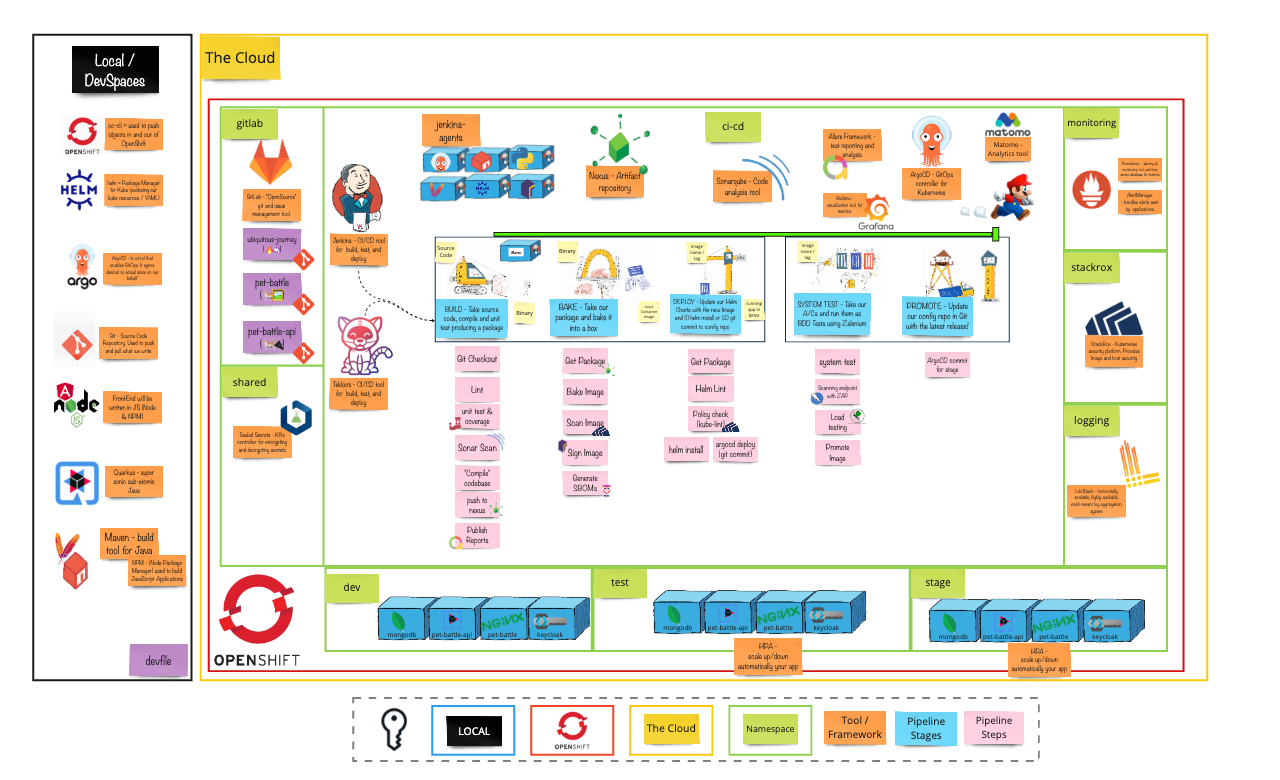 Local /
DevSpaces
oc-cli = used to push
objects in and our of
OpenShift
OPENSHIFT
HELM
helm = Package Manager
for Kube (packaing our
kube resources / YAML)
argo
ArgoCD - is a tool that
enables GitOps. It syncs
desired to actual state on our
behalf
Git - Source Code
Repository. Used to push
and pull what we write
node
JS
FrontEnd will be
written in JS (Node
& NPM)
Quarkus - super
sonic sub-atomic
Java
Maven - build
tool for Java
NPM - (Node Package
Manager) used to build
JavaScript Applications
devfile
The Cloud
gitlab
GitLab - "OpenSource"
git and issue
management tool
ubiquitous-journey
pet-battle
pet-battle-api
shared
Sealed Secrets - K8s
controller for encrypting
and decrypting secrets
OPENSHIFT
Jenkins - CI/CD tool
for build, test, and
deploy
Tekkers - CI/CD tool
for build, test, and
deploy
jenkins-
agents
HELM
Nexus - Artifact
repository
ci-cd
Sonarqube - Code
analysis tool
Allure Framework -
test reporting and
analysis
Grafana -
visualisation tool for
metrics
Grafana
ArgoCD - GitOps
controller for
Kubernetes
matomo
Matomo -
Analytics tool
Source
Code
BUILD - Take source
code, compile and unit
test producing a package
Binary
Binary
BAKE - Take our
package and bake it
into a box
Linux
Container
Image
Image
name /
tag
DEPLOY - Update our Helm
Charts with the new Image
and (1) helm install or (2) git
commit to config repo
running
app in
Image
name /
tag
SYSTEM TEST - Take our
A/Cs and run them as
BDD Tests using Zalenium
PROMOTE - Update
our config repo in Git
with the latest release!
Git Checkout
Lint
unit test &
coverage
Sonar Scan
"Compile"
codebase
push to
nexus
Publish
Reports
Get Package
Bake Image
Scan Image
Sign Image
Generate
SBOMs
Get Package
Helm Lint
Policy check
(kube-lint)
helm install
argocd deploy
(git commit)
system test
Scanning endpoint
with ZAP
Load
testing
Promote
Image
ArgoCD commit
for stage
monitoring
Prometheus - alerting &
monitoring tool and time
series database for metrics
AlertManager
- handles alerts sent
by applications
stackrox
StackRox - Kubernetes
security platform. Provides
Image and host security
logging
LokiStack - horizontally
scalable, highly available,
multi-tenant log aggregation
system
dev
mongodb
pet-battle-api
NGINX
pet-battle
keycloak
test
mongodb
pet-battle-api
NGINX
pet-battle
keycloak
HPA -
scale up/down
automatically your app
stage
mongodb
pet-battle-api
NGINX
pet-battle
keycloak
HPA -
scale up/down
automatically your app
LOCAL
OPENSHIFT
The Cloud
Namespace
Tool /
Framework
Pipeline
Stages
Pipeline
Steps